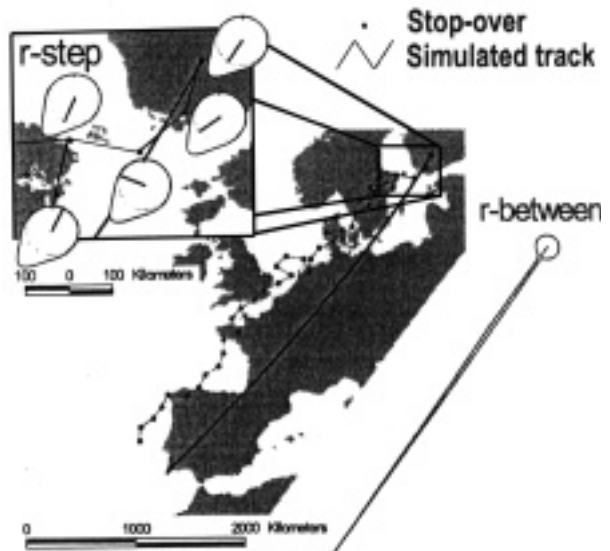 r-step
Stop-over
Simulated track
r-between
100 0 100 Kilometers
0 1000 2000
Kilometers